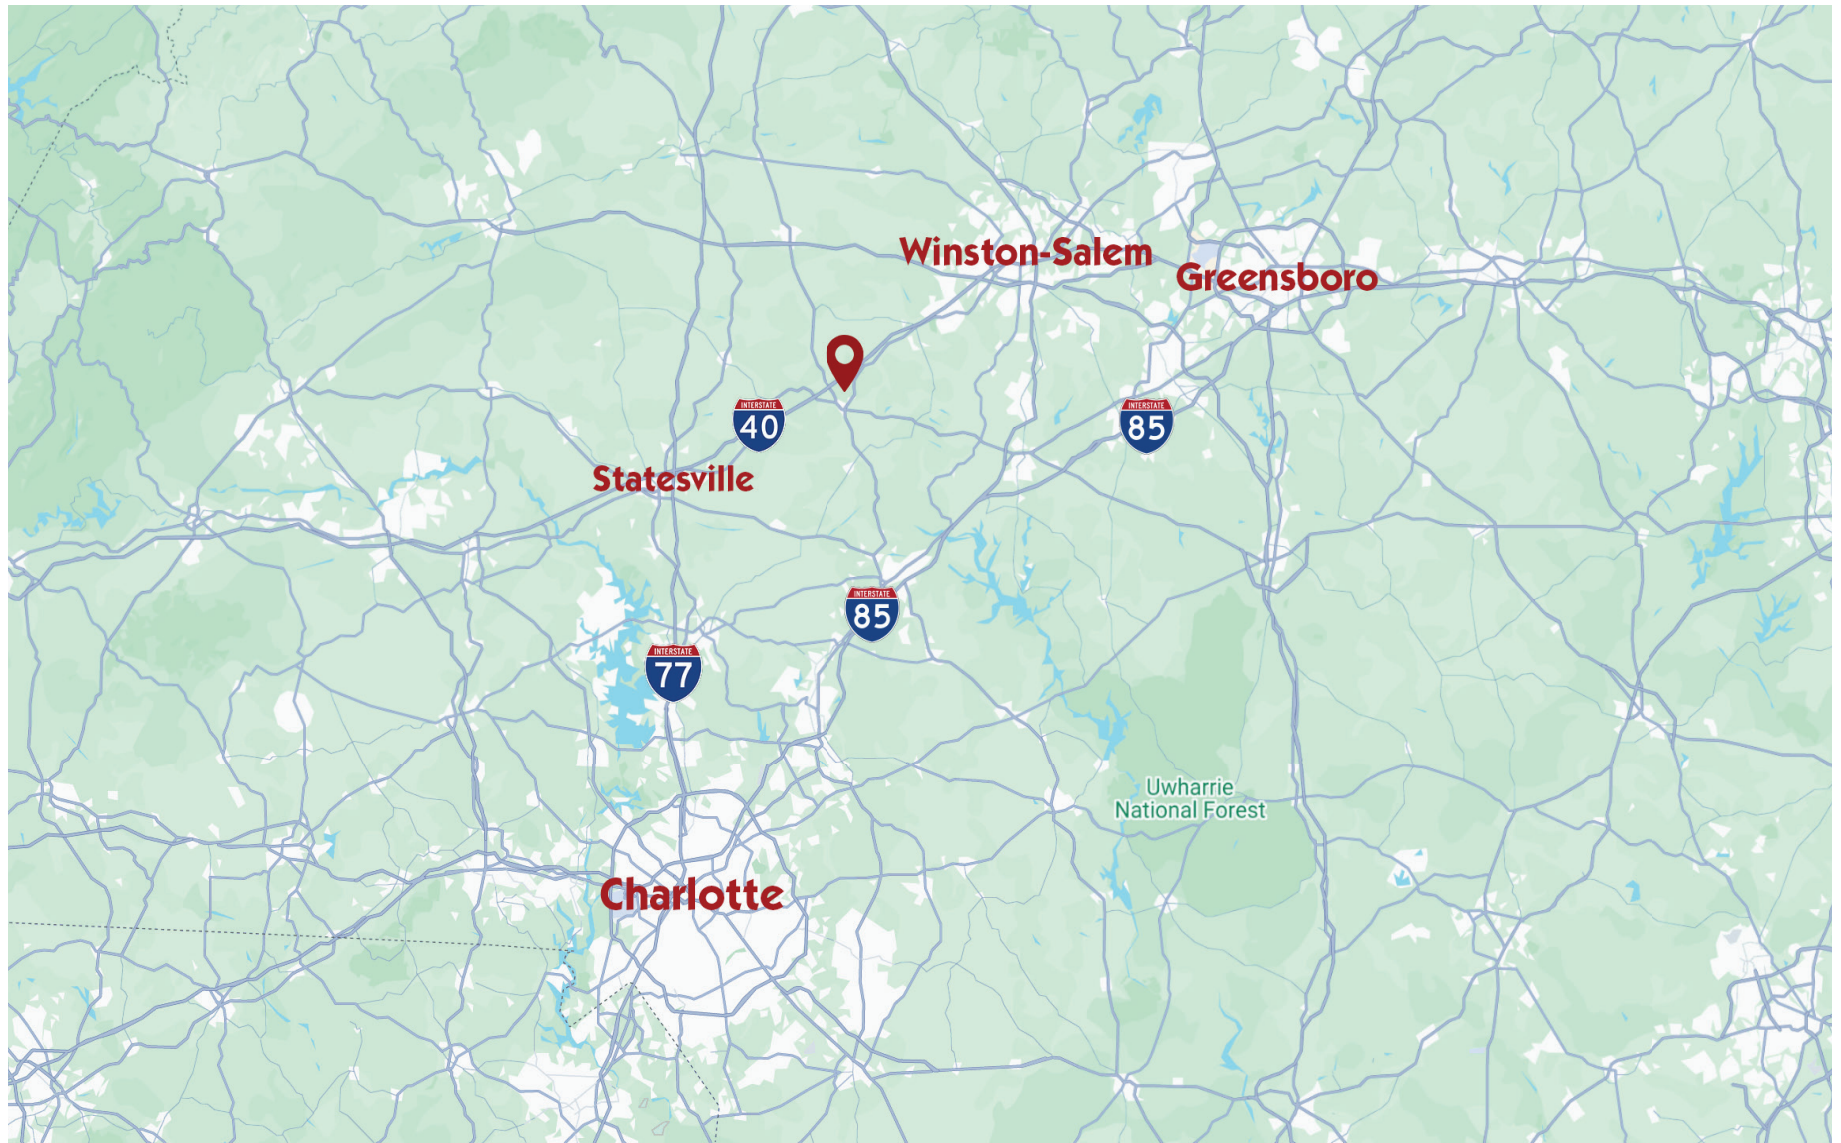 Winston-Salem
Greensboro
INTERSTATE
40
INTERSTATE
85
Statesville
INTERSTATE
85
INTERSTATE
77
Uwharrie
National Forest
Charlotte